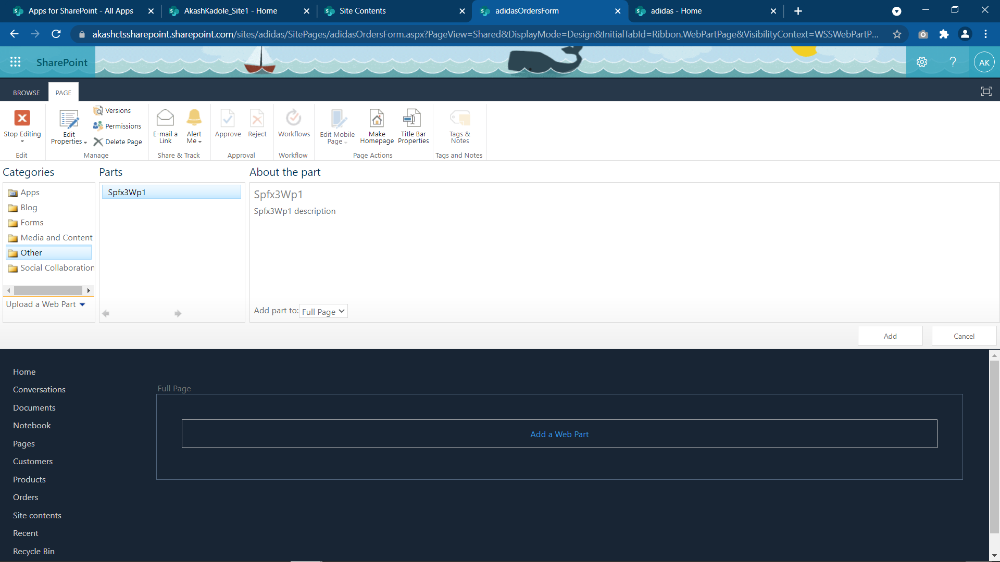 Apps for SharePoint - All Apps
AkashKadole_Site1 - Home
Site Contents
adidasOrdersForm
adidas - Home
akashctssharepoint.sharepoint.com/sites/adidas/SitePages/adidasOrdersForm.aspx?PageView=Shared&DisplayMode=Design&InitialTabId=Ribbon.WebPartPage&VisibilityContext=WSSWebPartP...
SharePoint
?
AK
BROWSE
PAGE
Stop Editing
Edit
Edit
Properties
Versions
Permissions
Delete Page
Manage
E-mail a
Link
Alert
Me
Share & Track
Approve
Reject
Approval
Workflows
Workflow
Edit Mobile
Page
Make
Homepage
Title Bar
Properties
Page Actions
Tags &
Notes
Tags and Notes
Categories
Apps
Blog
Forms
Media and Content
Other
Social Collaboration
Upload a Web Part
Parts
Spfx3Wp1
About the part
Spfx3Wp1
Spfx3Wp1 description
Add part to: Full Page
Add
Cancel
Home
Conversations
Documents
Notebook
Pages
Customers
Products
Orders
Site contents
Recent
Recycle Bin
Full Page
Add a Web Part